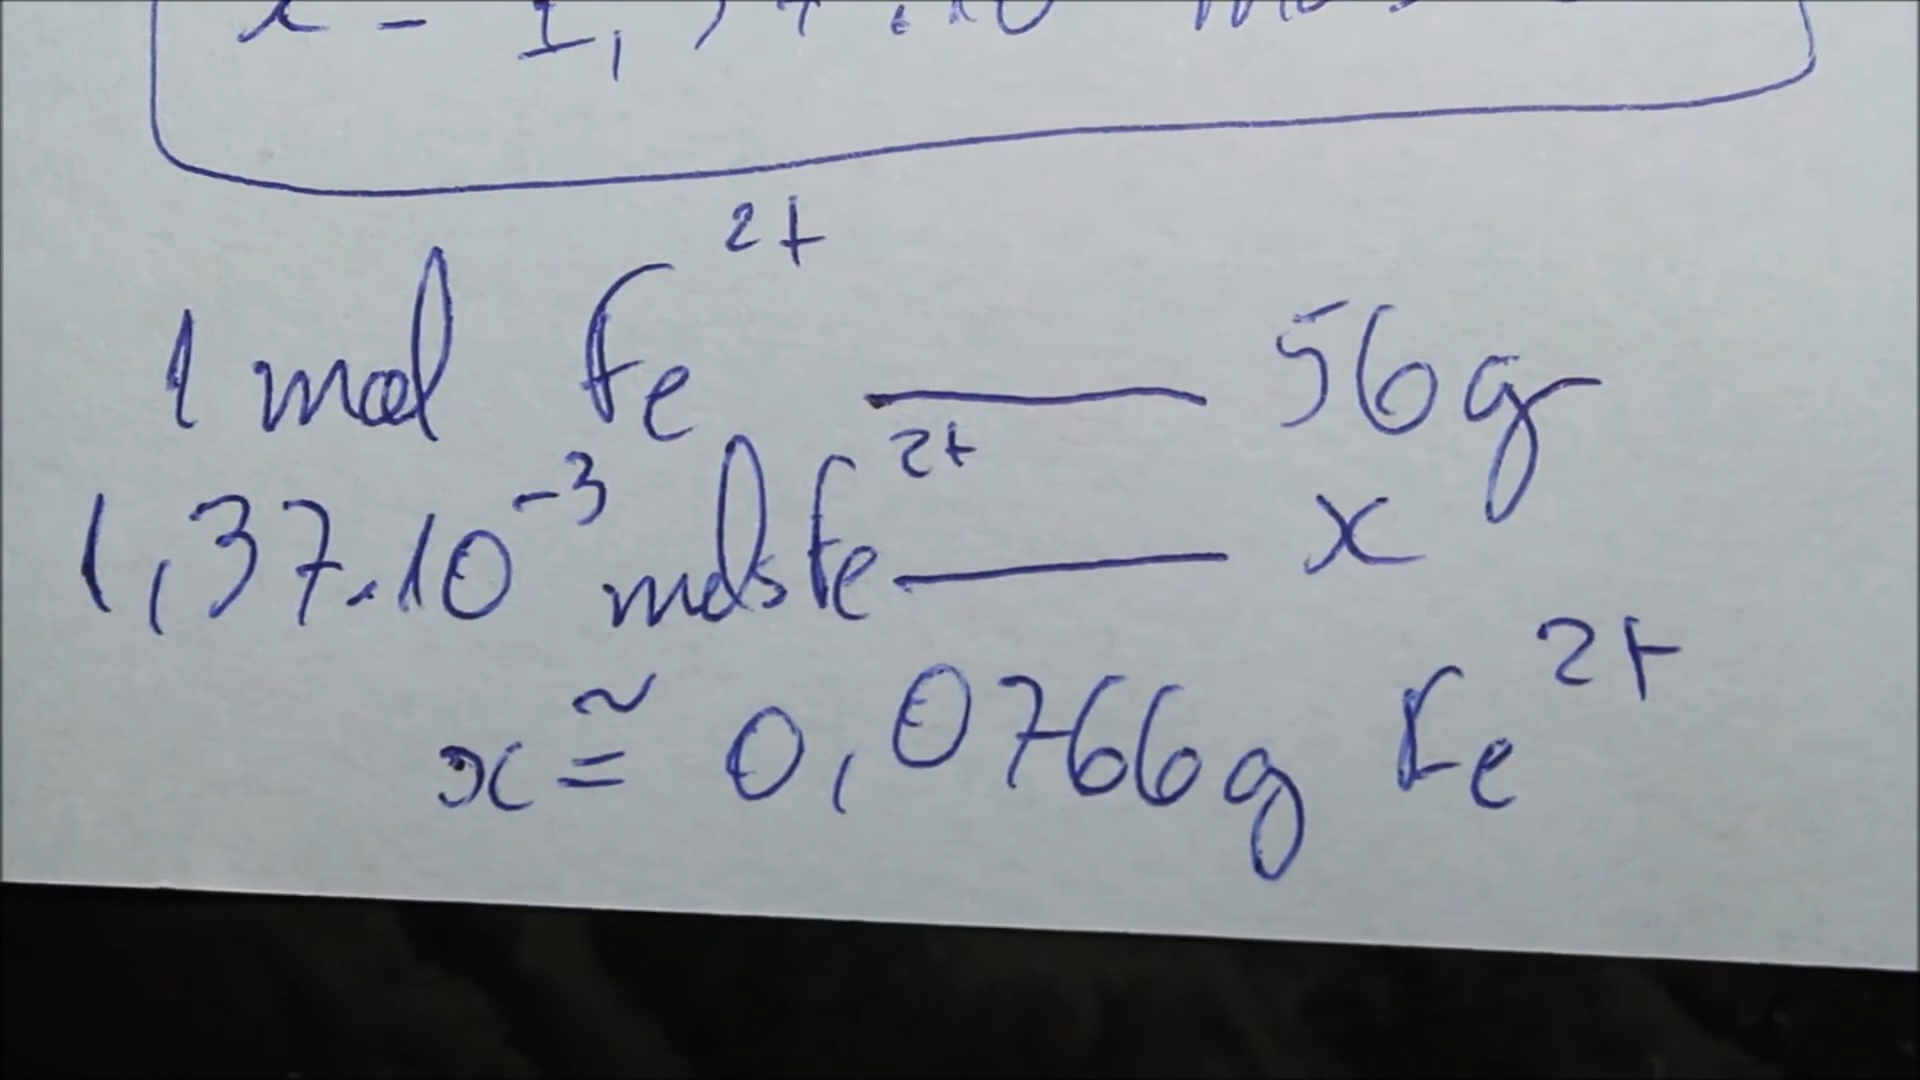 1 mol Fe²⁺ —— 56g
1,37.10⁻³ mols Fe²⁺ —— x
x ≅ 0,0766g Fe²⁺